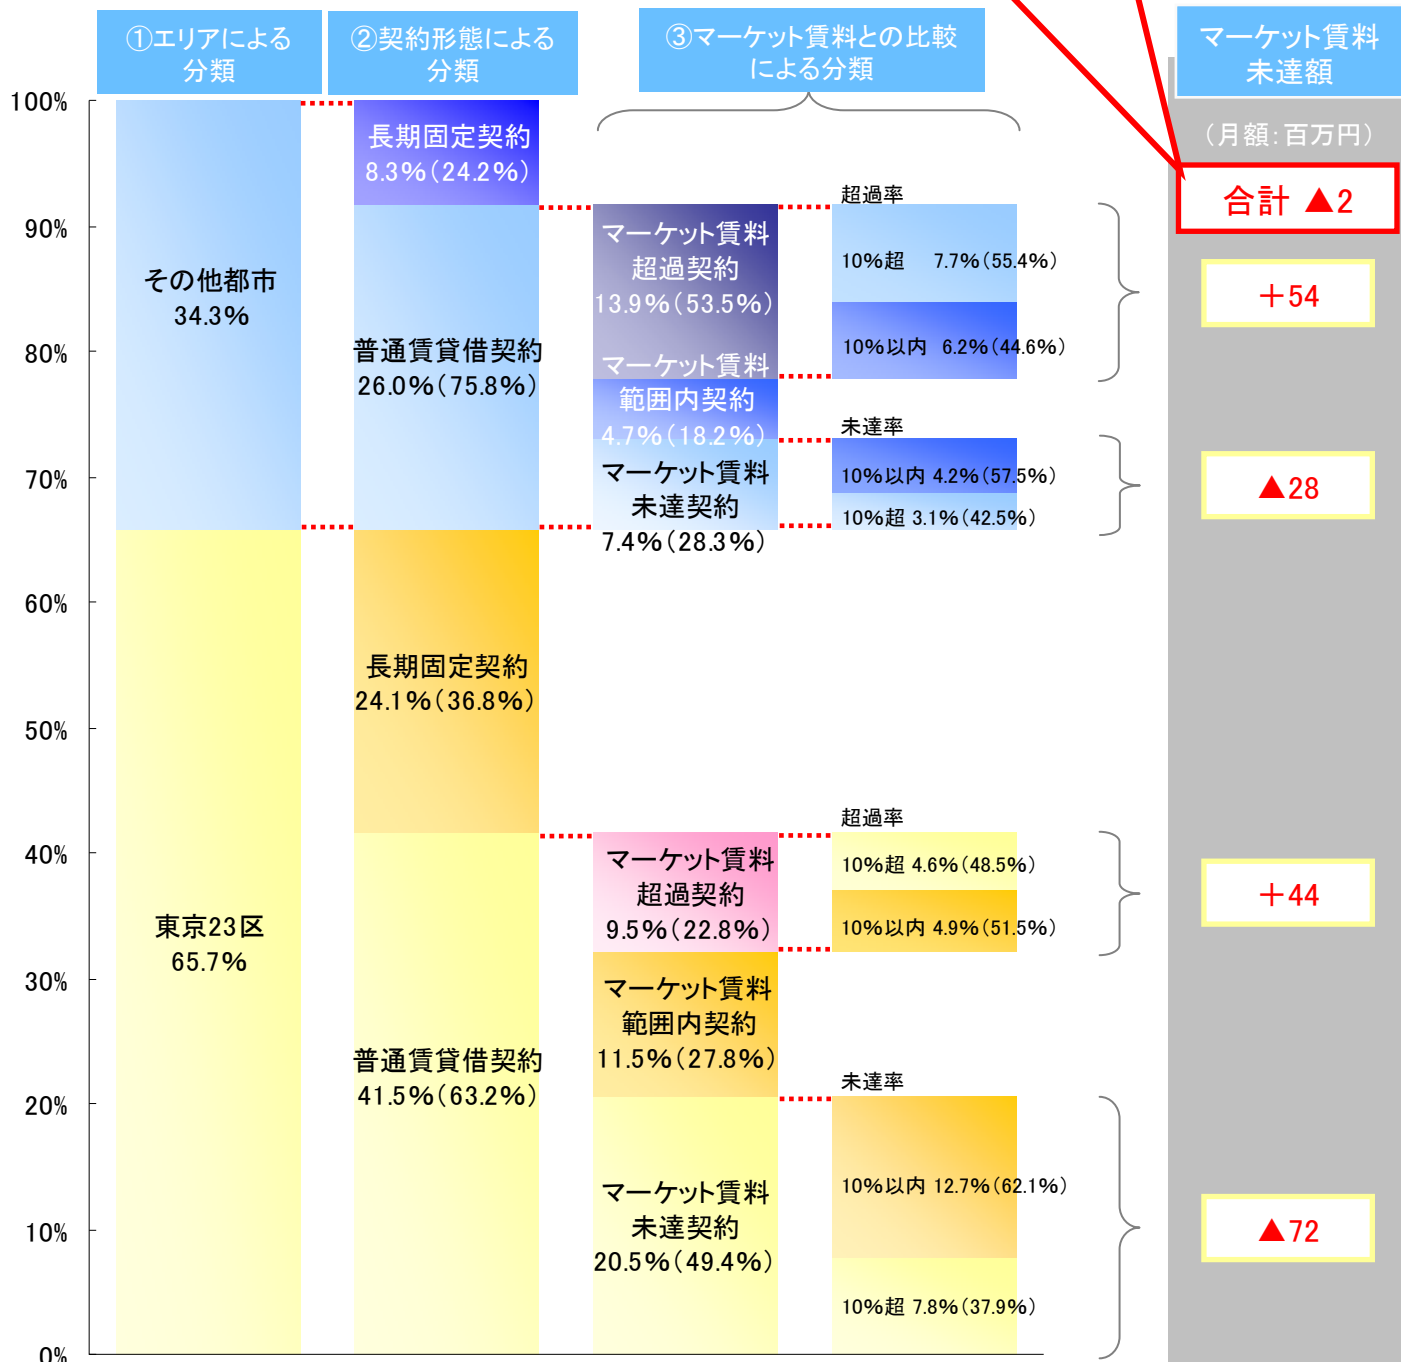 ①エリアによる
分類
②契約形態による
分類
③マーケット賃料との比較
による分類
マーケット賃料
未達額
（月額：百万円）
合計 ▲2
100%
90%
80%
70%
60%
50%
40%
30%
20%
10%
0%
その他都市
34.3%
東京23区
65.7%
長期固定契約
8.3%（24.2%）
普通賃貸借契約
26.0%（75.8%）
長期固定契約
24.1%（36.8%）
普通賃貸借契約
41.5%（63.2%）
マーケット賃料
超過契約
13.9%（53.5%）
マーケット賃料
範囲内契約
4.7%（18.2%）
マーケット賃料
未達契約
7.4%（28.3%）
マーケット賃料
超過契約
9.5%（22.8%）
マーケット賃料
範囲内契約
11.5%（27.8%）
マーケット賃料
未達契約
20.5%（49.4%）
超過率
10%超 7.7%（55.4%）
10%以内 6.2%（44.6%）
未達率
10%以内 4.2%（57.5%）
10%超 3.1%（42.5%）
超過率
10%超 4.6%（48.5%）
10%以内 4.9%（51.5%）
未達率
10%以内 12.7%（62.1%）
10%超 7.8%（37.9%）
＋54
▲28
＋44
▲72